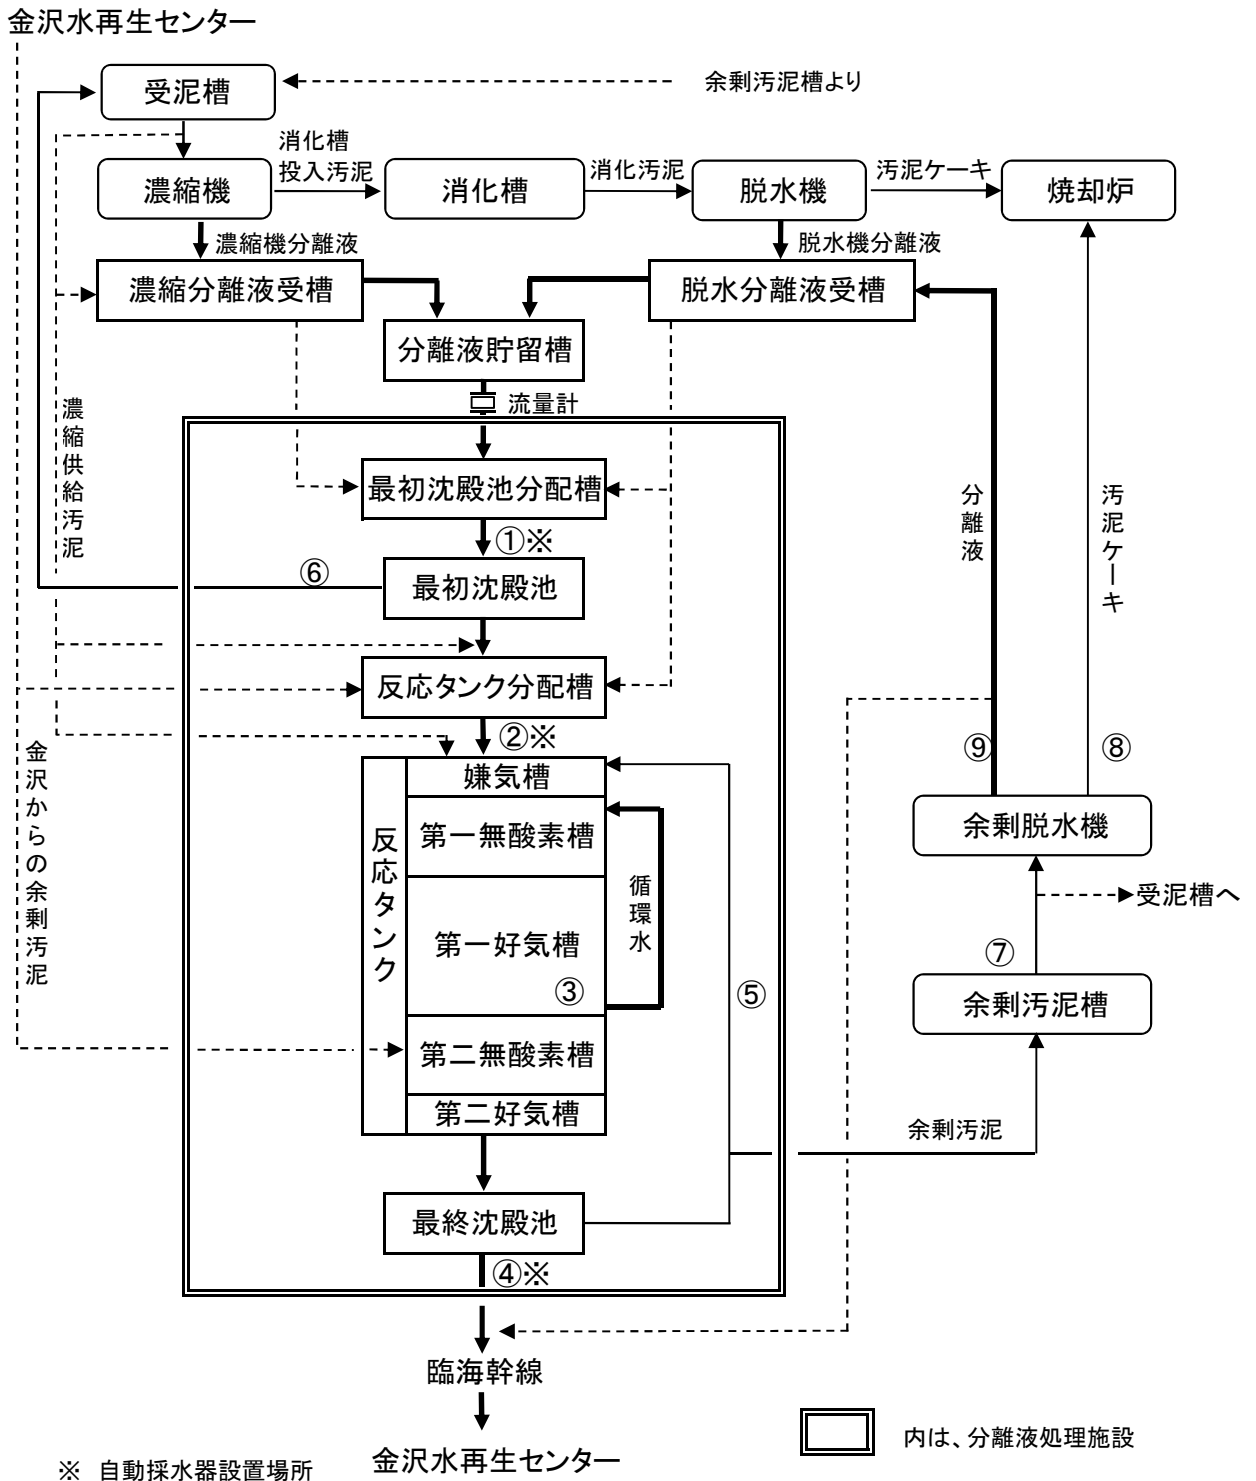 金沢水再生センター
受泥槽
余剰汚泥槽より
消化槽
投入汚泥
消化汚泥
汚泥ケーキ
濃縮機
消化槽
脱水機
焼却炉
濃縮機分離液
脱水機分離液
濃縮分離液受槽
脱水分離液受槽
分離液貯留槽
流量計
濃縮供給汚泥
最初沈殿池分配槽
分離液
汚泥ケーキ
①※
⑥
最初沈殿池
反応タンク分配槽
②※
⑨
⑧
金沢からの余剰汚泥
嫌気槽
反応タンク
第一無酸素槽
余剰脱水機
循環水
受泥槽へ
第一好気槽
⑦
③
⑤
余剰汚泥槽
第二無酸素槽
第二好気槽
余剰汚泥
最終沈殿池
④※
臨海幹線
金沢水再生センター
内は、分離液処理施設
※ 自動採水器設置場所